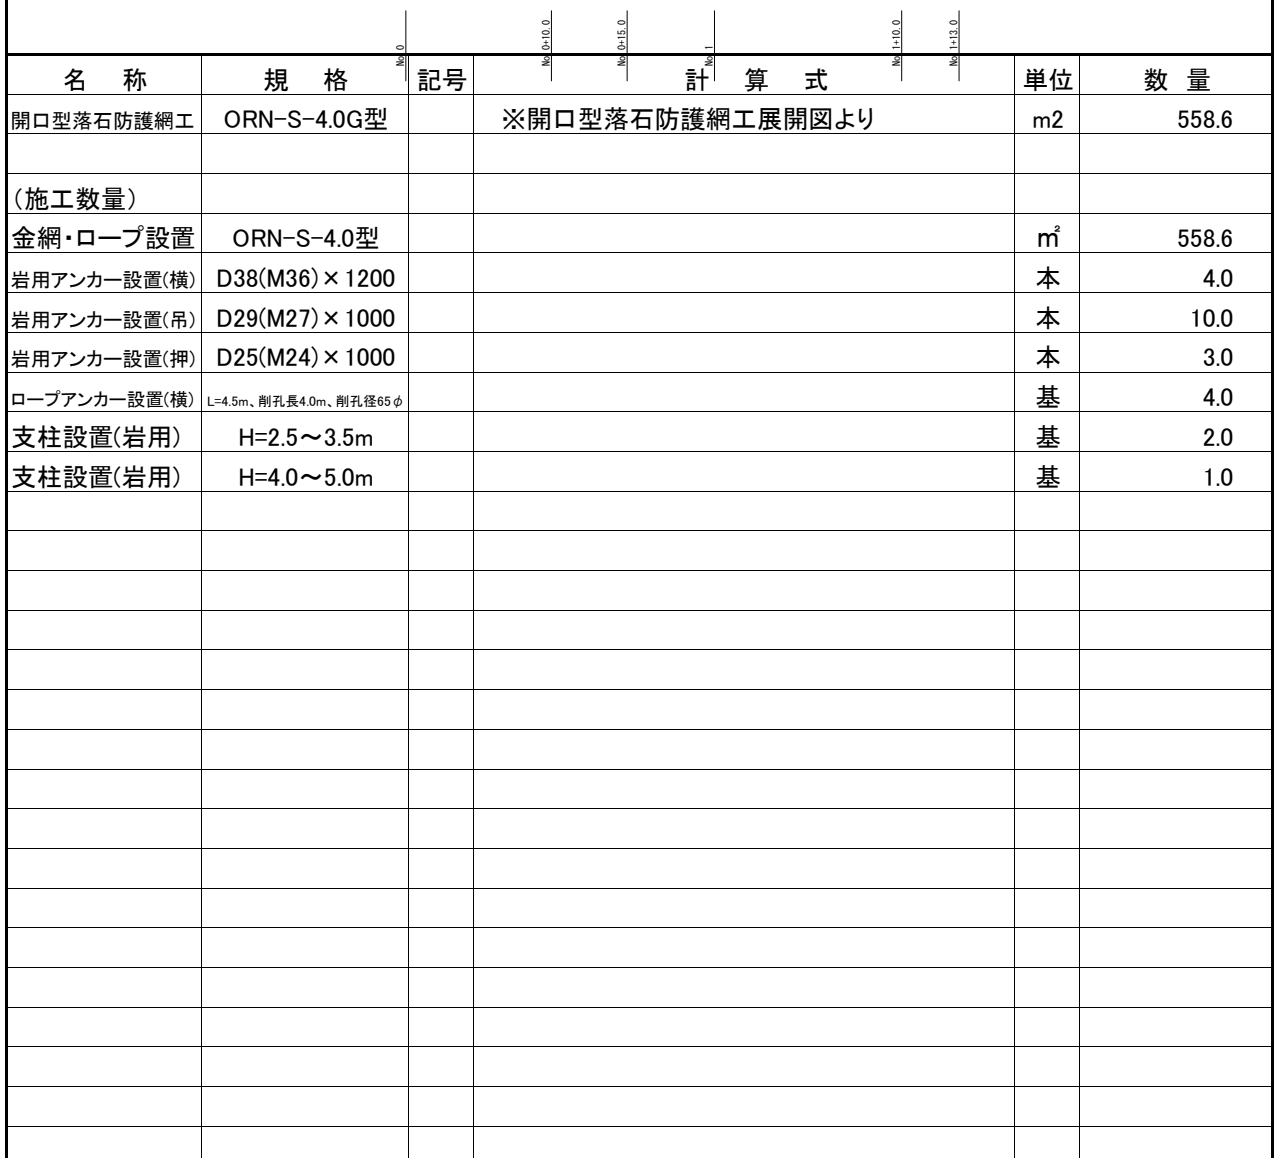 No 0
No 0+10.0
No 0+15.0
No 1
No 1+10.0
No 1+13.0
名 称 規 格 記号 計 算 式 単位 数 量
開口型落石防護網工 ORN-S-4.0G型 ※開口型落石防護網工展開図より m2 558.6
(施工数量)
金網・ロープ設置 ORN-S-4.0型 ㎡ 558.6
岩用アンカー設置(横) D38(M36)×1200 本 4.0
岩用アンカー設置(吊) D29(M27)×1000 本 10.0
岩用アンカー設置(押) D25(M24)×1000 本 3.0
ロープアンカー設置(横) L=4.5m、削孔長4.0m、削孔径65φ 基 4.0
支柱設置(岩用) H=2.5～3.5m 基 2.0
支柱設置(岩用) H=4.0～5.0m 基 1.0